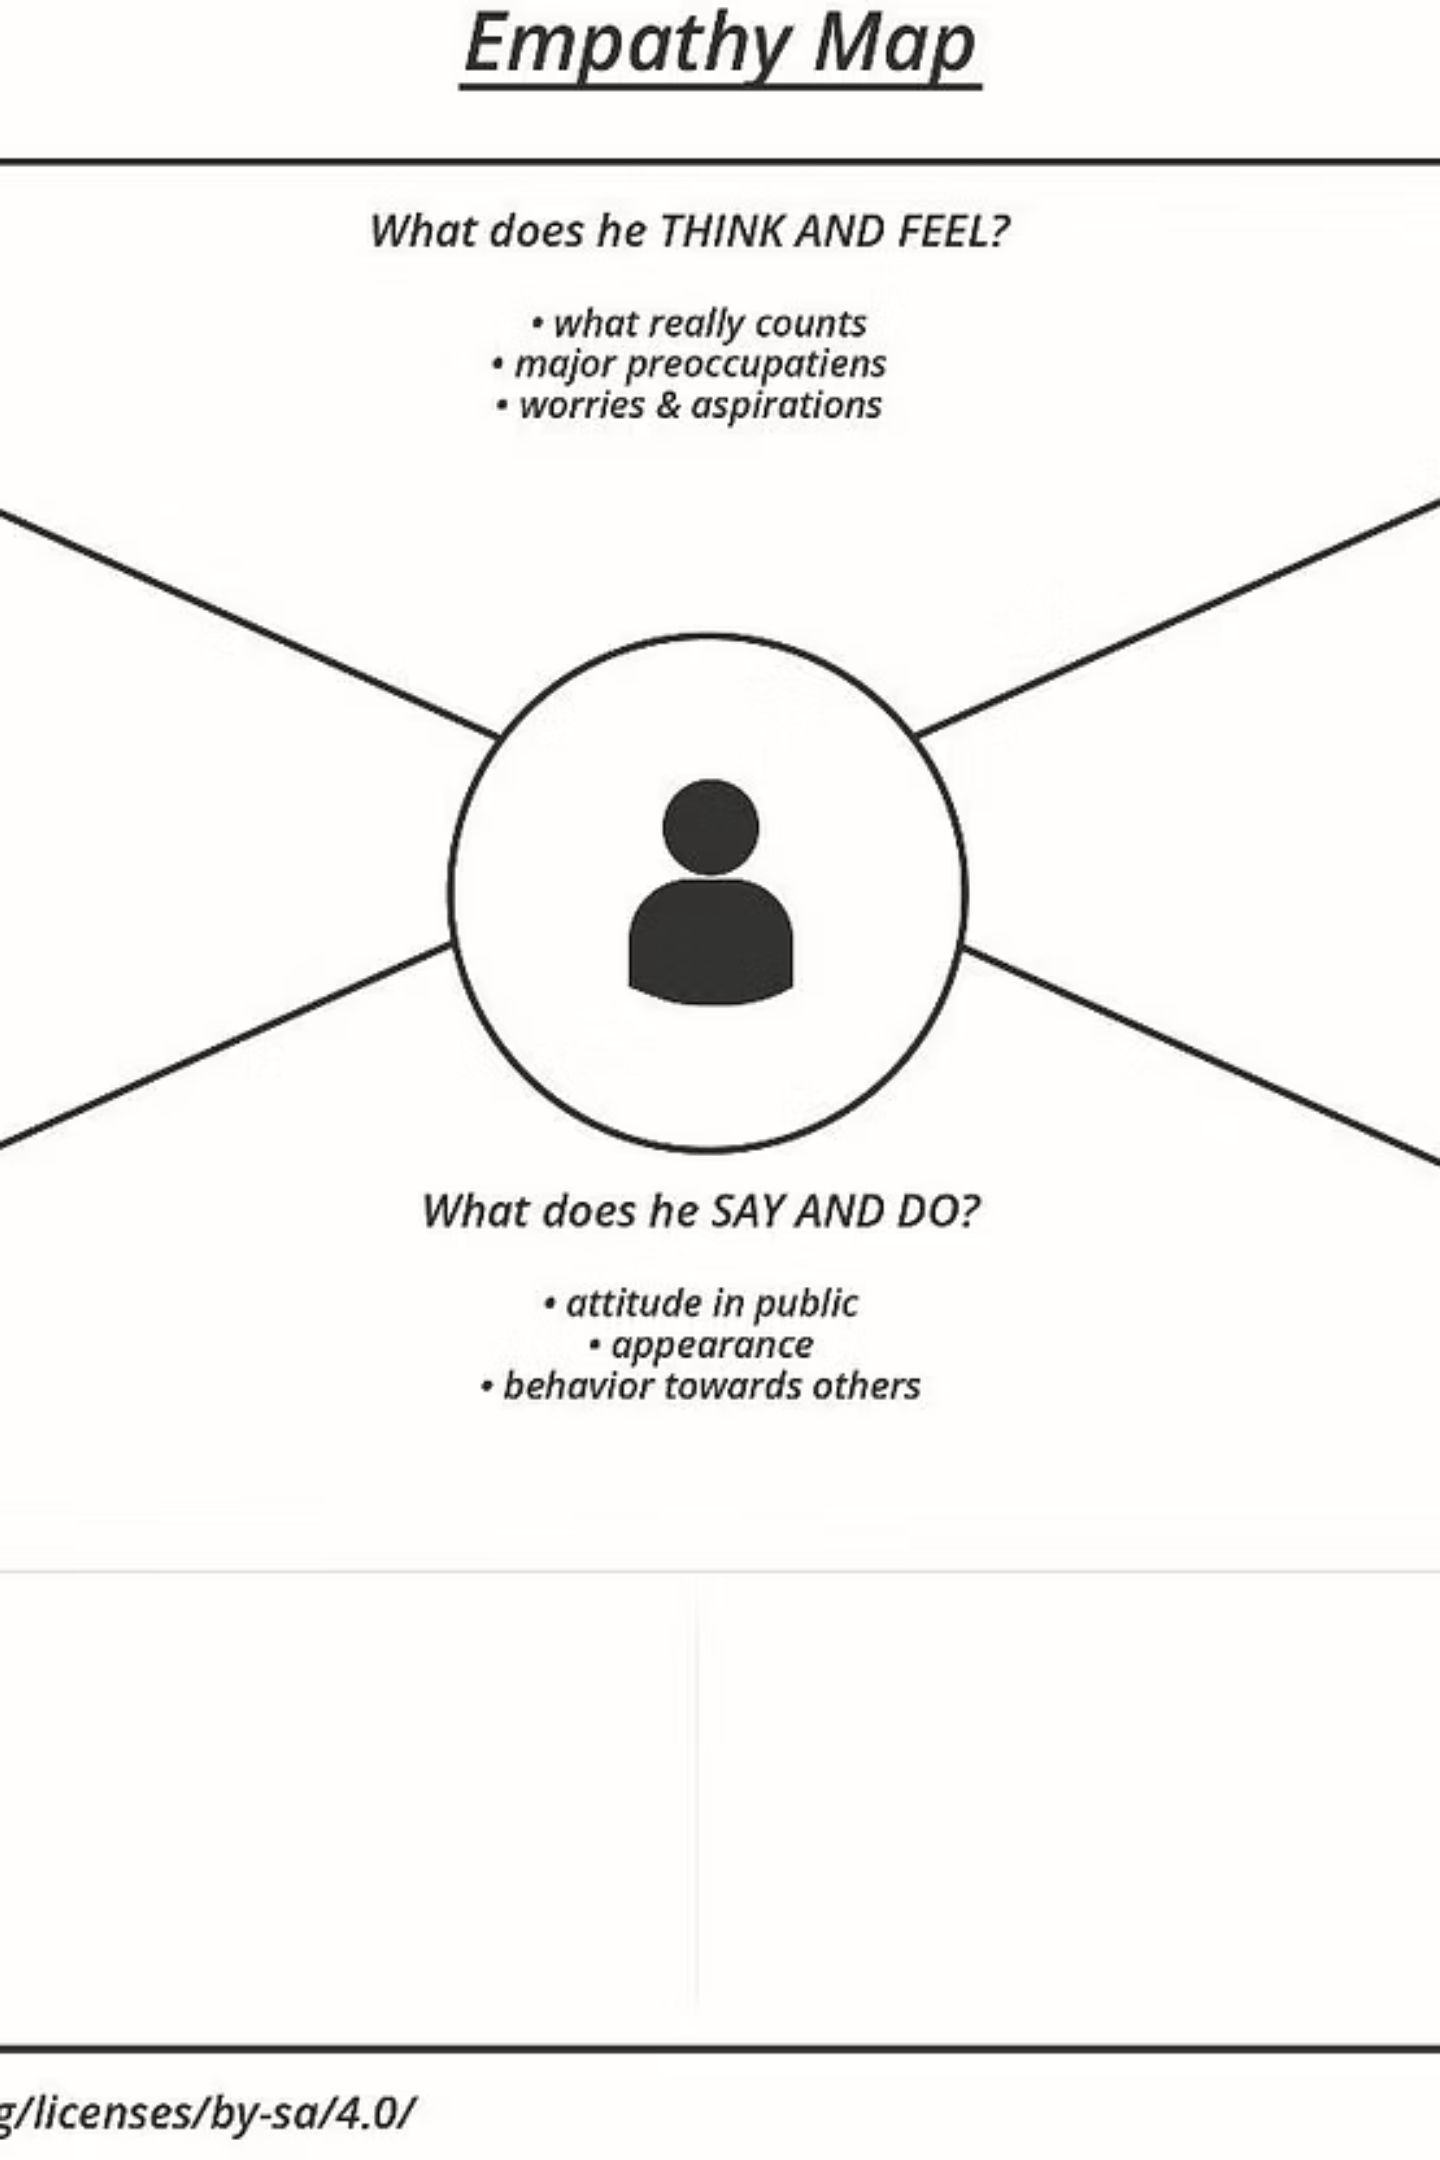 Empathy Map
What does he THINK AND FEEL?
• what really counts
• major preoccupatiens
• worries & aspirations
What does he SAY AND DO?
• attitude in public
• appearance
• behavior towards others
g/licenses/by-sa/4.0/